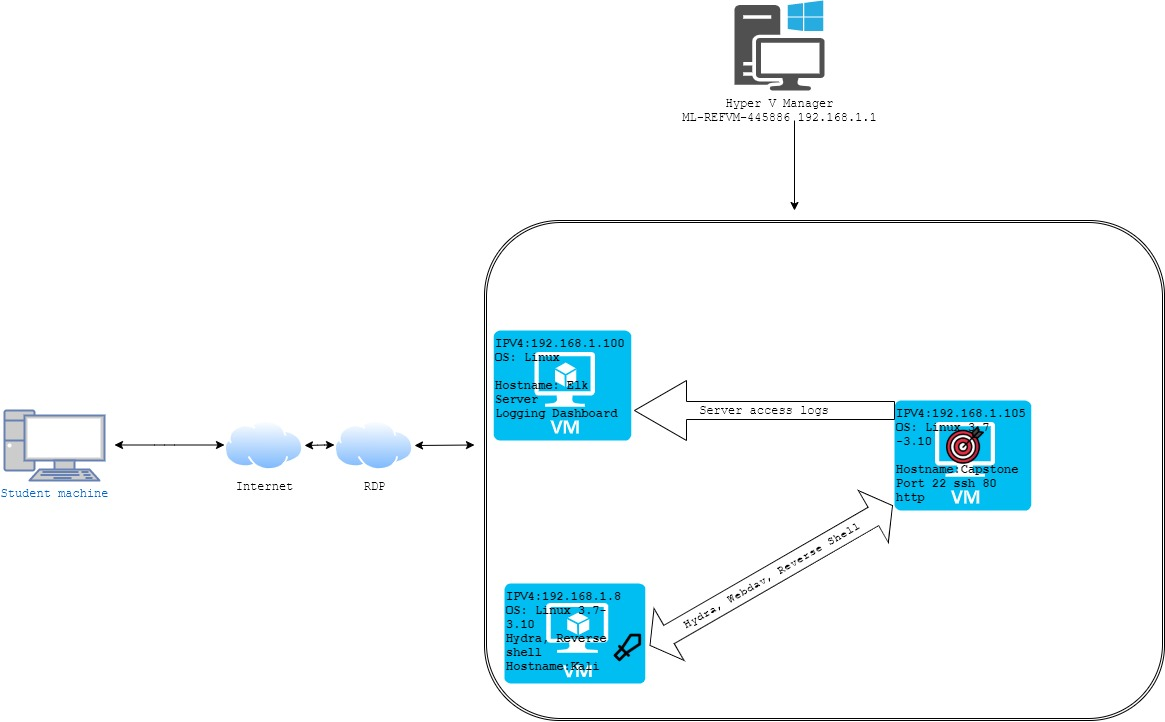 Hyper V Manager
ML-REFVM-445886 192.168.1.1
IPV4:192.168.1.100
OS: Linux
Hostname: Elk
Server
Logging Dashboard
VM
Server access logs
IPV4:192.168.1.105
OS: Linux 3.7
-3.10
Hostname:Capstone
Port 22 ssh 80
http
VM
Student machine
Internet
RDP
Hydra, Webdav, Reverse Shell
IPV4:192.168.1.8
OS: Linux 3.7-
3.10
Hydra, Reverse
shell
Hostname:Kali
VM